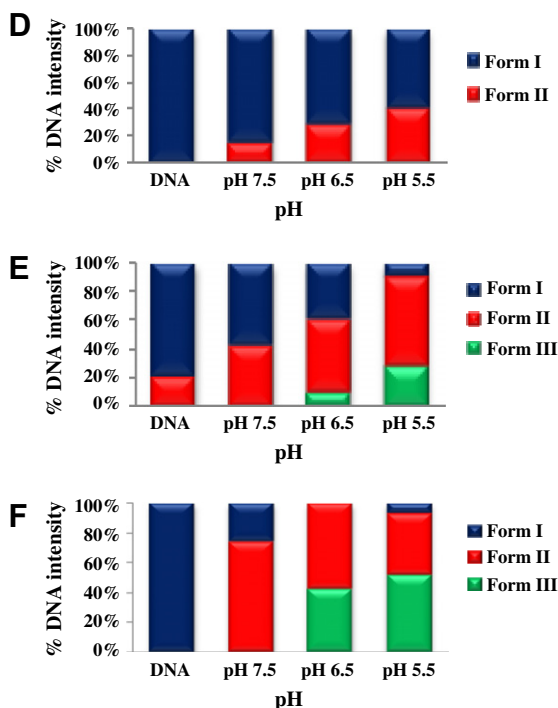 D
% DNA intensity
100%
80%
60%
40%
20%
0%
DNA pH 7.5 pH 6.5 pH 5.5
pH
Form I
Form II
E
% DNA intensity
100%
80%
60%
40%
20%
0%
DNA pH 7.5 pH 6.5 pH 5.5
pH
Form I
Form II
Form III
F
% DNA intensity
100%
80%
60%
40%
20%
0%
DNA pH 7.5 pH 6.5 pH 5.5
pH
Form I
Form II
Form III